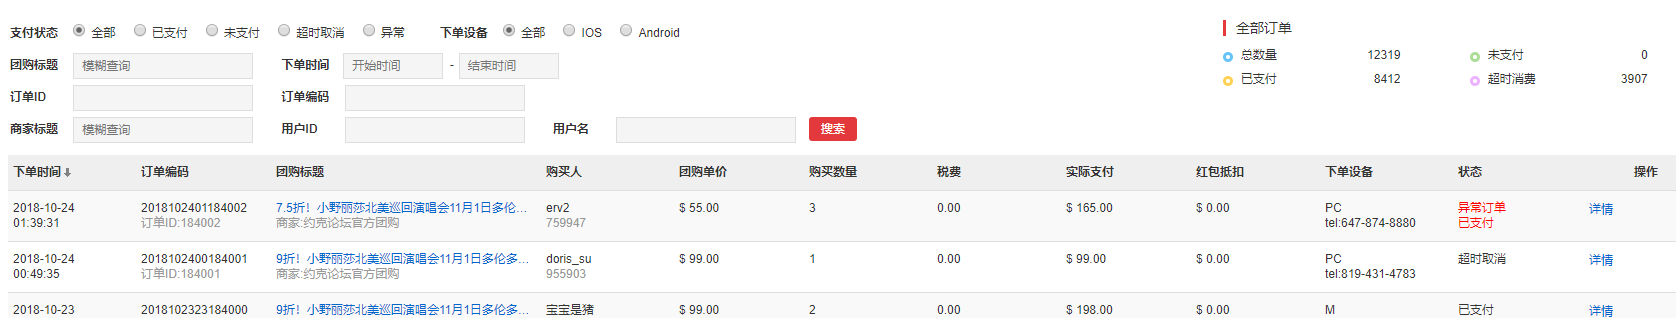 支付状态 全部 已支付 未支付 超时取消 异常 下单设备 全部 IOS Android
团购标题 模糊查询 下单时间 开始时间 - 结束时间
订单ID 订单编码
商家标题 模糊查询 用户ID 用户名 搜索
全部订单
总数量 12319 未支付 0
已支付 8412 超时消费 3907
下单时间 订单编码 团购标题 购买人 团购单价 购买数量 税费 实际支付 红包抵扣 下单设备 状态 操作
2018-10-24 2018102401184002 7.5折！小野丽莎北美巡回演唱会11月1日多伦... erv2 $ 55.00 3 0.00 $ 165.00 $ 0.00 PC 异常订单 详情
01:39:31 订单ID:184002 商家:约克论坛官方团购 759947 tel:647-874-8880 已支付
2018-10-24 2018102400184001 9折！小野丽莎北美巡回演唱会11月1日多伦多... doris_su $ 99.00 1 0.00 $ 99.00 $ 0.00 PC 超时取消 详情
00:49:35 订单ID:184001 商家:约克论坛官方团购 955903 tel:819-431-4783
2018-10-23 2018102323184000 9折！小野丽莎北美巡回演唱会11月1日多伦多... 宝宝是猪 $ 99.00 2 0.00 $ 198.00 $ 0.00 M 已支付 详情